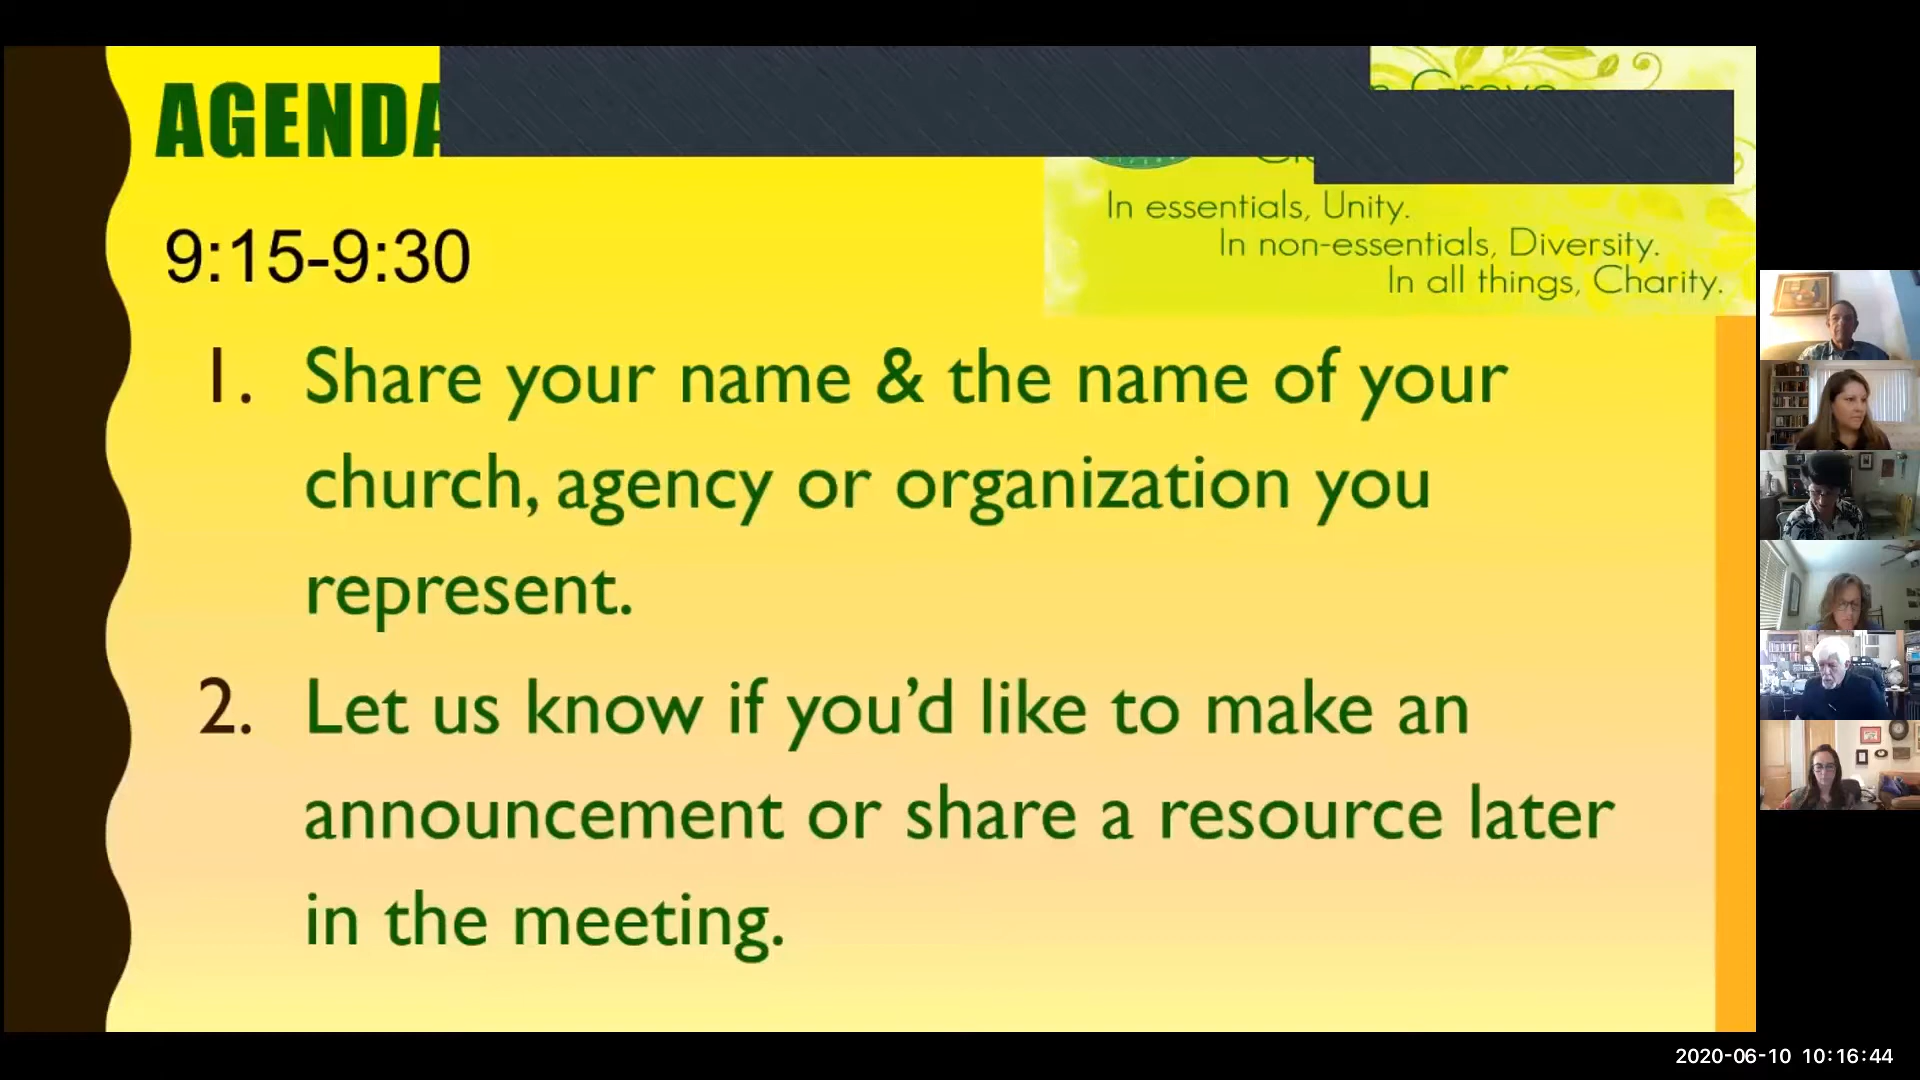 AGENDA
In essentials, Unity.
In non-essentials, Diversity.
In all things, Charity.
9:15-9:30
1. Share your name & the name of your
church, agency or organization you
represent.
2. Let us know if you’d like to make an
announcement or share a resource later
in the meeting.
2020-06-10 10:16:44